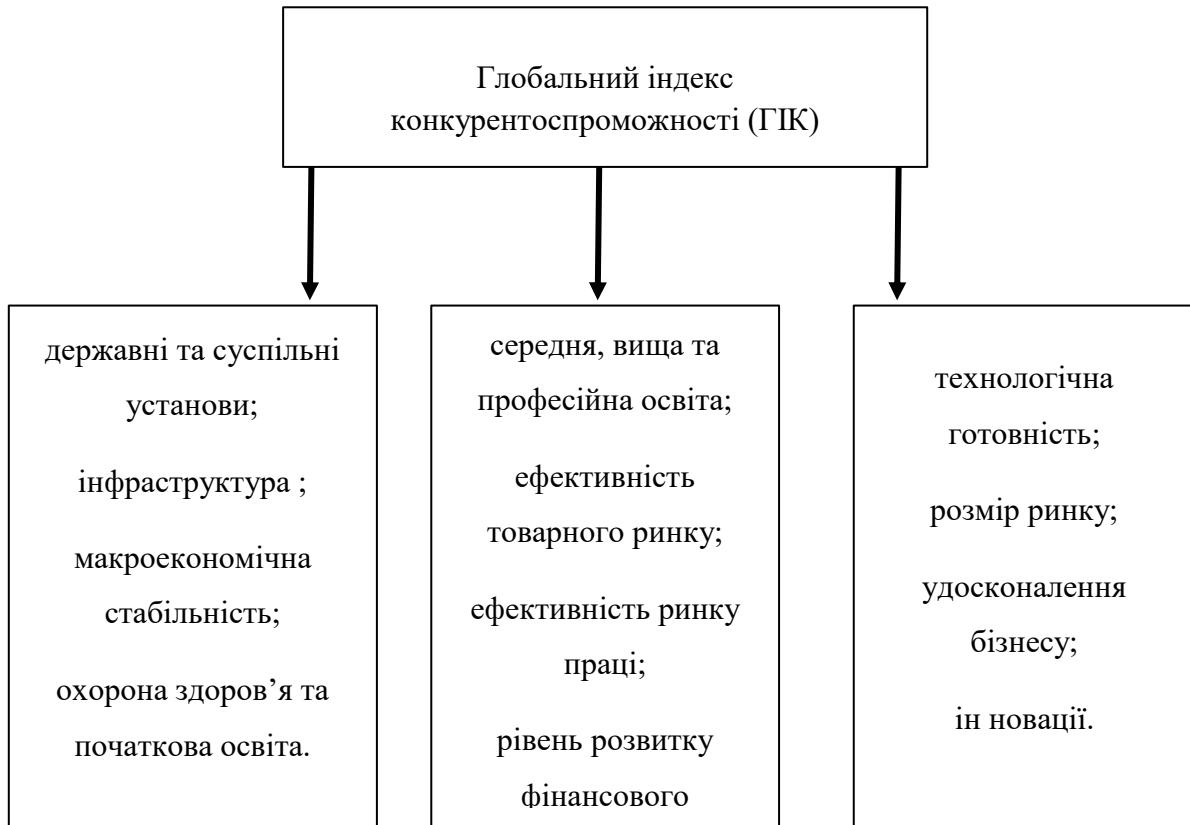 Глобальний індекс
конкурентоспроможності (ГІК)
державні та суспільні
установи;
інфраструктура ;
макроекономічна
стабільність;
охорона здоров’я та
початкова освіта.
середня, вища та
професійна освіта;
ефективність
товарного ринку;
ефективність ринку
праці;
рівень розвитку
фінансового
технологічна
готовність;
розмір ринку;
удосконалення
бізнесу;
ін новації.